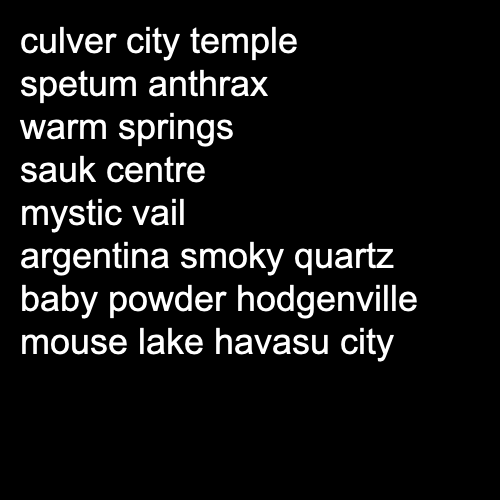 culver city temple
spetum anthrax
warm springs
sauk centre
mystic vail
argentina smoky quartz
baby powder hodgenville
mouse lake havasu city